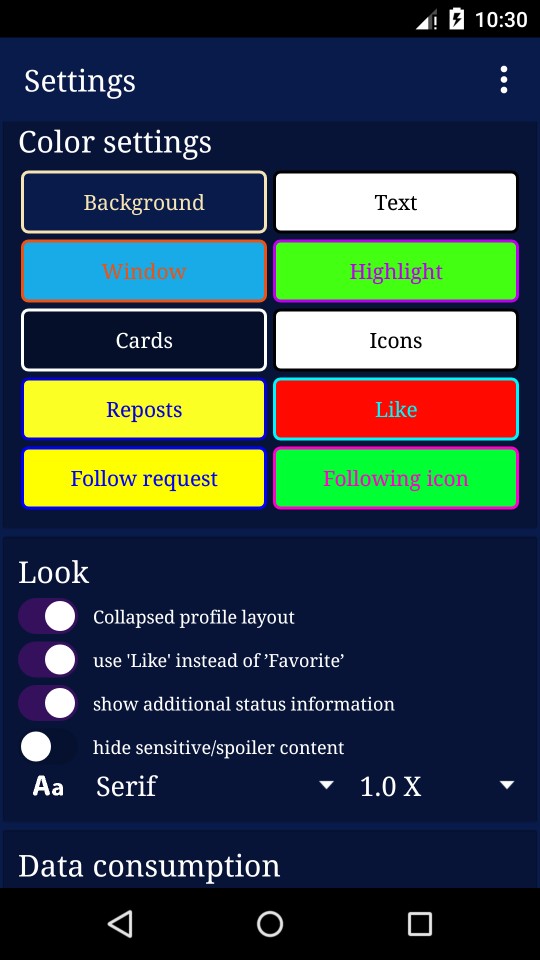 10:30
Settings
Color settings
Background
Text
Window
Highlight
Cards
Icons
Reposts
Like
Follow request
Following icon
Look
Collapsed profile layout
use 'Like' instead of ’Favorite’
show additional status information
hide sensitive/spoiler content
Aa Serif 1.0 X
Data consumption